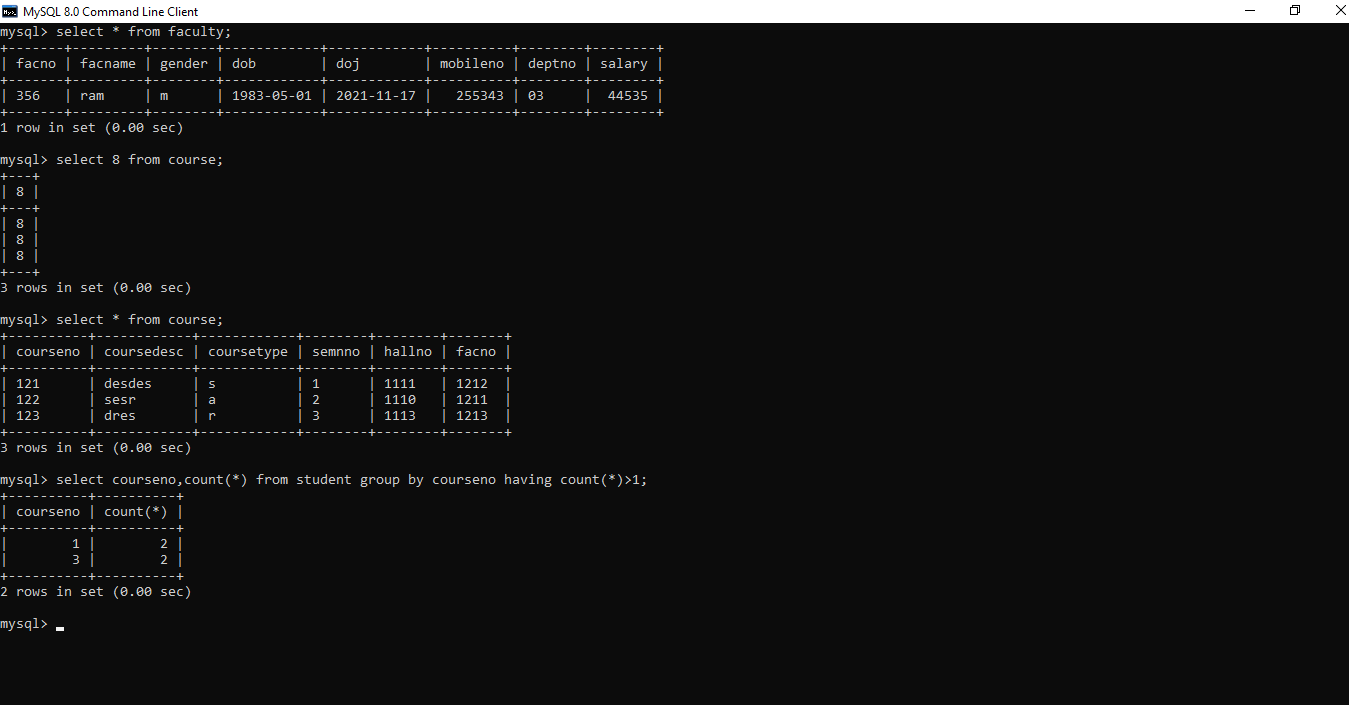 MySQL 8.0 Command Line Client
mysql> select * from faculty;
+-------+---------+--------+------------+------------+----------+--------+--------+
| facno | facname | gender | dob        | doj        | mobileno | deptno | salary |
+-------+---------+--------+------------+------------+----------+--------+--------+
| 356   | ram     | m      | 1983-05-01 | 2021-11-17 |   255343 | 03     |  44535 |
+-------+---------+--------+------------+------------+----------+--------+--------+
1 row in set (0.00 sec)

mysql> select 8 from course;
+---+
| 8 |
+---+
| 8 |
| 8 |
| 8 |
+---+
3 rows in set (0.00 sec)

mysql> select * from course;
+----------+------------+------------+--------+--------+-------+
| courseno | coursedesc | coursetype | semnno | hallno | facno |
+----------+------------+------------+--------+--------+-------+
| 121      | desdes     | s          | 1      | 1111   | 1212  |
| 122      | sesr       | a          | 2      | 1110   | 1211  |
| 123      | dres       | r          | 3      | 1113   | 1213  |
+----------+------------+------------+--------+--------+-------+
3 rows in set (0.00 sec)

mysql> select courseno,count(*) from student group by courseno having count(*)>1;
+----------+----------+
| courseno | count(*) |
+----------+----------+
|        1 |        2 |
|        3 |        2 |
+----------+----------+
2 rows in set (0.00 sec)

mysql>